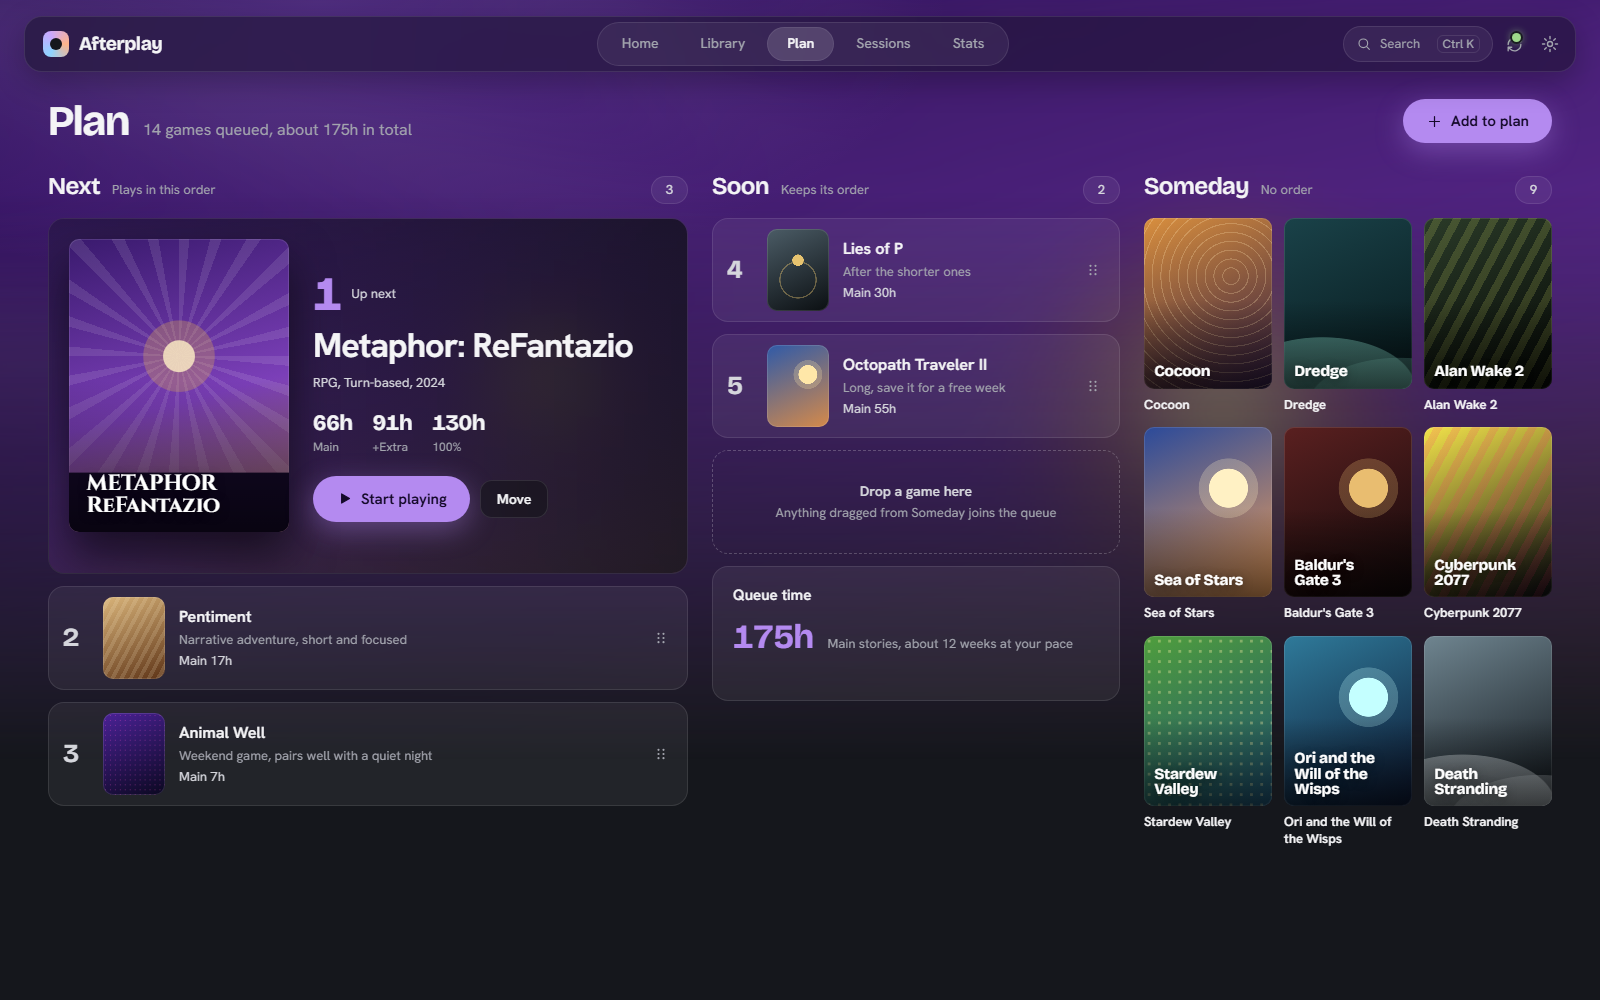 Afterplay
Home
Library
Plan
Sessions
Stats
Search
Ctrl K
Plan
14 games queued, about 175h in total
Add to plan
Next
Plays in this order
3
METAPHOR
REFANTAZIO
1
Up next
Metaphor: ReFantazio
RPG, Turn-based, 2024
66h
91h
130h
Main
+Extra
100%
Start playing
Move
2
Pentiment
Narrative adventure, short and focused
Main 17h
3
Animal Well
Weekend game, pairs well with a quiet night
Main 7h
Soon
Keeps its order
2
4
Lies of P
After the shorter ones
Main 30h
5
Octopath Traveler II
Long, save it for a free week
Main 55h
Drop a game here
Anything dragged from Someday joins the queue
Queue time
175h
Main stories, about 12 weeks at your pace
Someday
No order
9
Cocoon
Cocoon
Dredge
Dredge
Alan Wake 2
Alan Wake 2
Sea of Stars
Sea of Stars
Baldur's
Gate 3
Baldur's Gate 3
Cyberpunk
2077
Cyberpunk 2077
Stardew
Valley
Stardew Valley
Ori and the
Will of the
Wisps
Ori and the Will of
the Wisps
Death
Stranding
Death Stranding